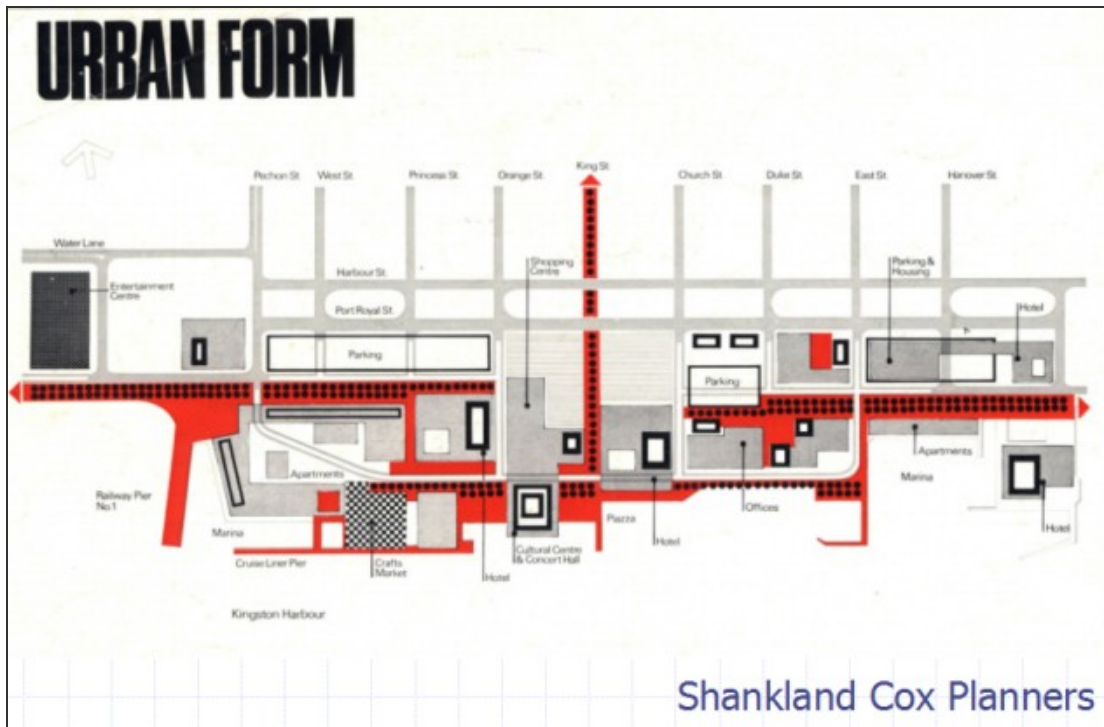 URBAN FORM
King St.
Pechon St.
West St.
Princess St.
Orange St.
Church St.
Duke St.
East St.
Hanover St.
Water Lane
Harbour St.
Shopping
Centre
Parking &
Housing
Entertainment
Centre
Port Royal St.
Hotel
Parking
Parking
Apartments
Apartments
Marina
Railway Pier
No.1
Marina
Piazza
Offices
Hotel
Hotel
Cultural Centre
& Concert Hall
Cruise Liner Pier
Crafts
Market
Hotel
Kingston Harbour
Shankland Cox Planners